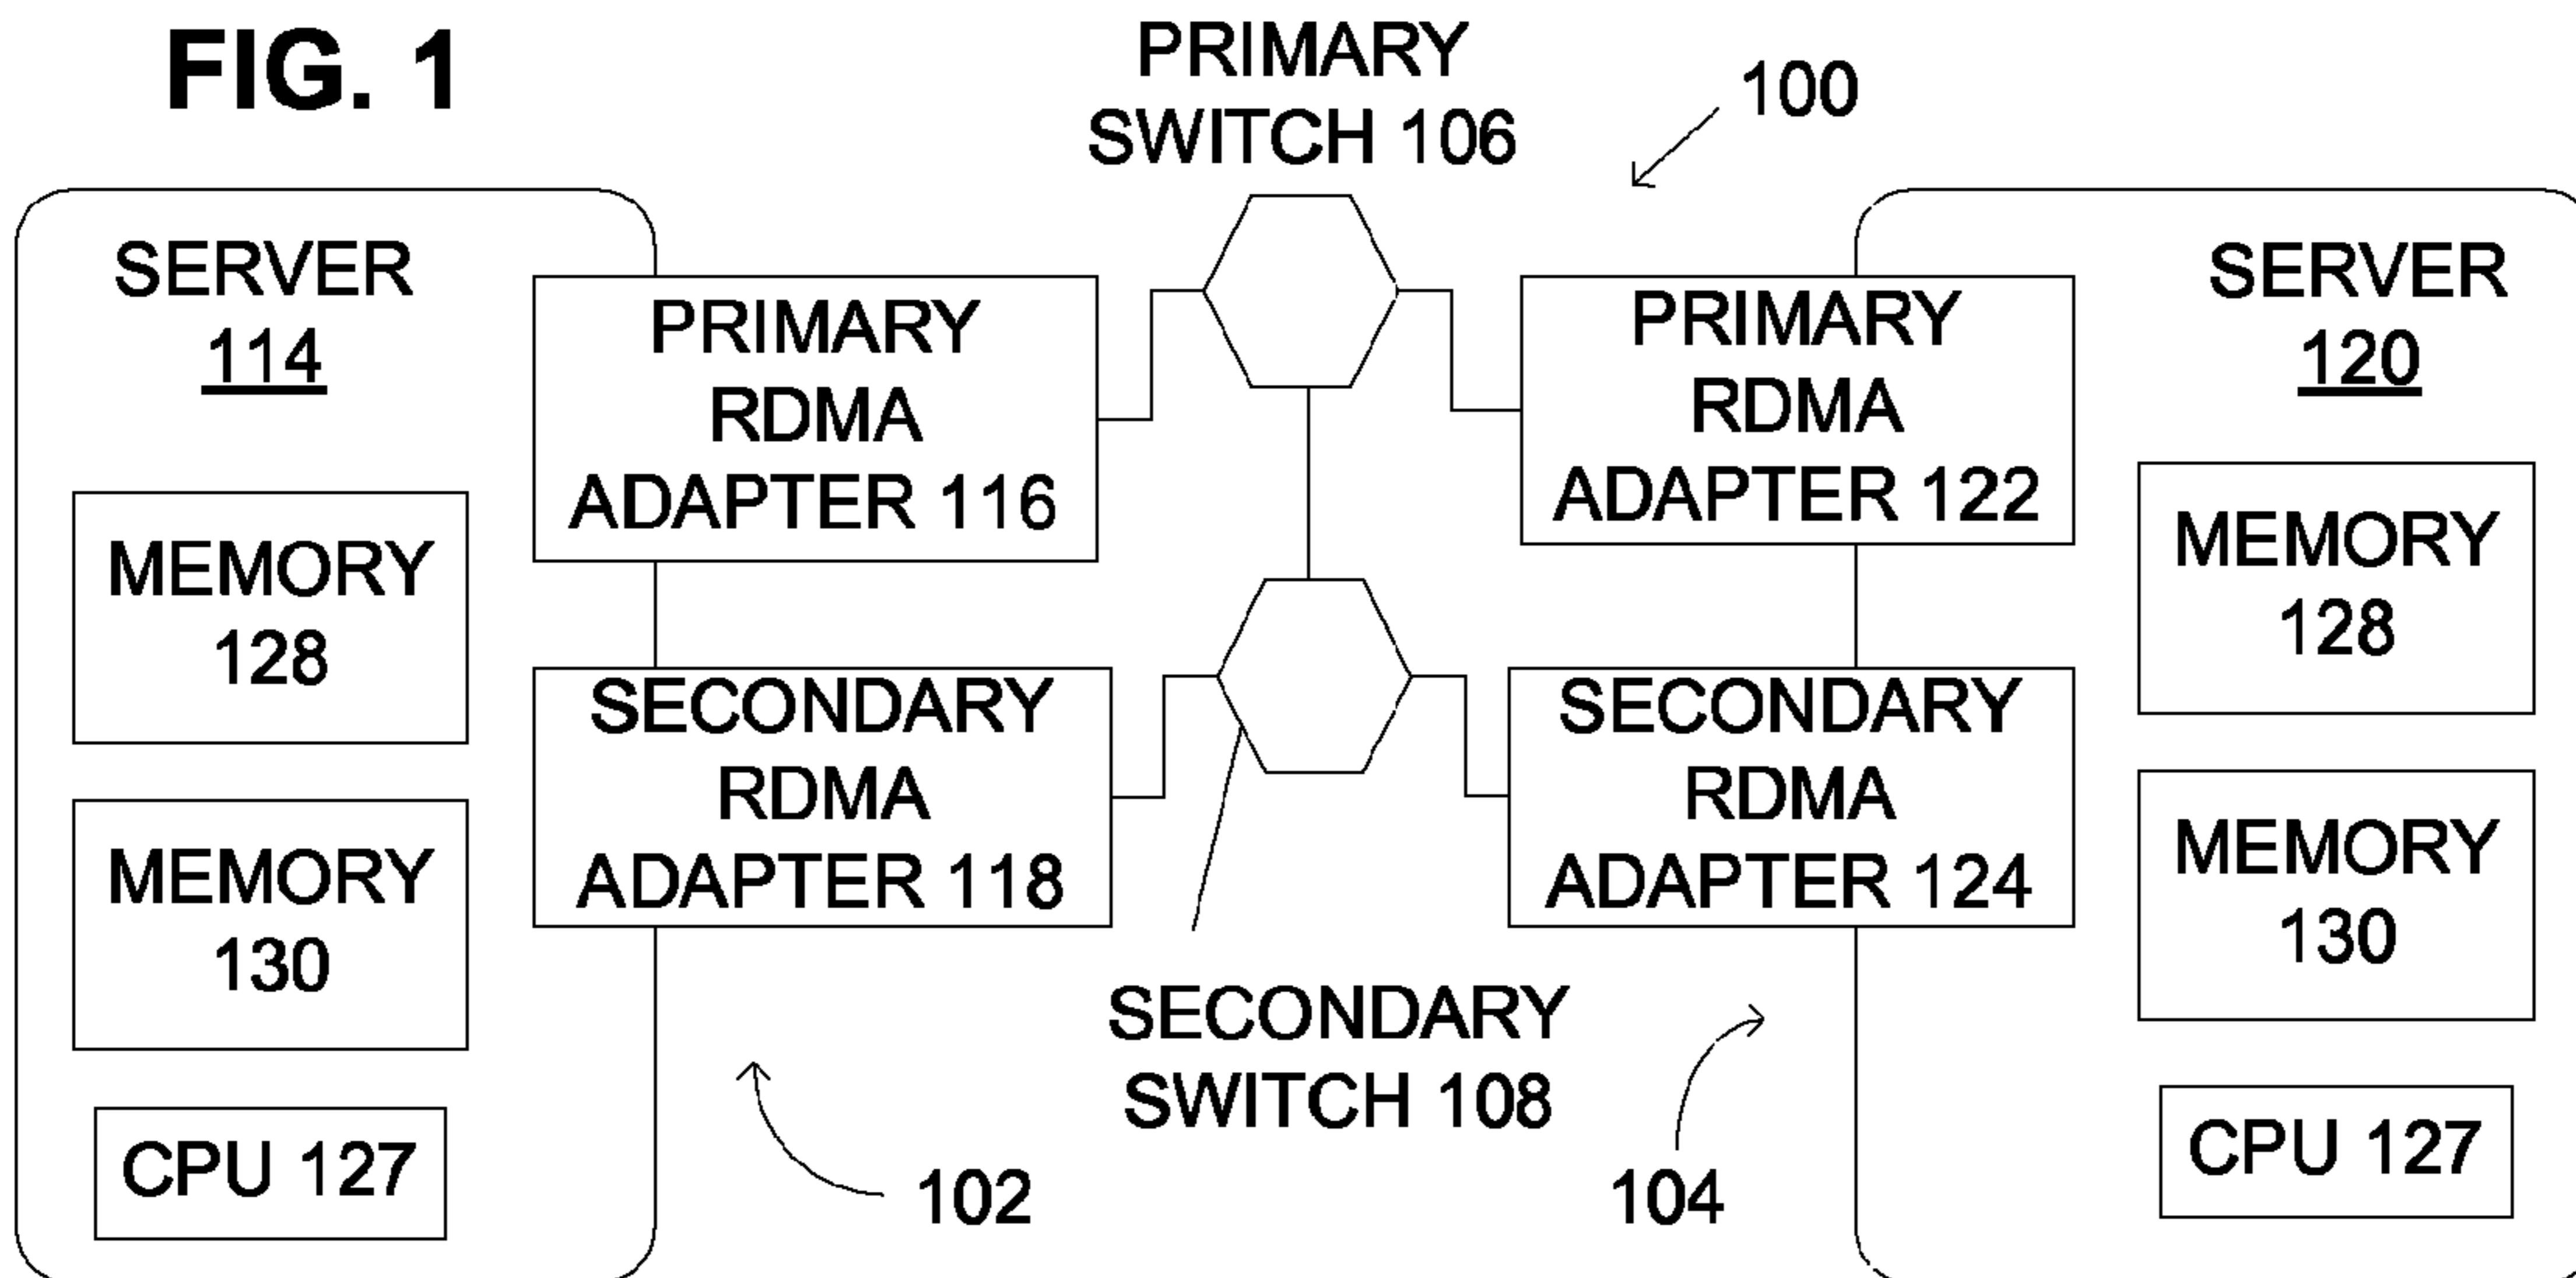 FIG. 1
PRIMARY
SWITCH 106
100
SERVER
114
PRIMARY
RDMA
ADAPTER 116
MEMORY
128
SECONDARY
RDMA
ADAPTER 118
MEMORY
130
CPU 127
102
SECONDARY
SWITCH 108
104
PRIMARY
RDMA
ADAPTER 122
SECONDARY
RDMA
ADAPTER 124
SERVER
120
MEMORY
128
MEMORY
130
CPU 127